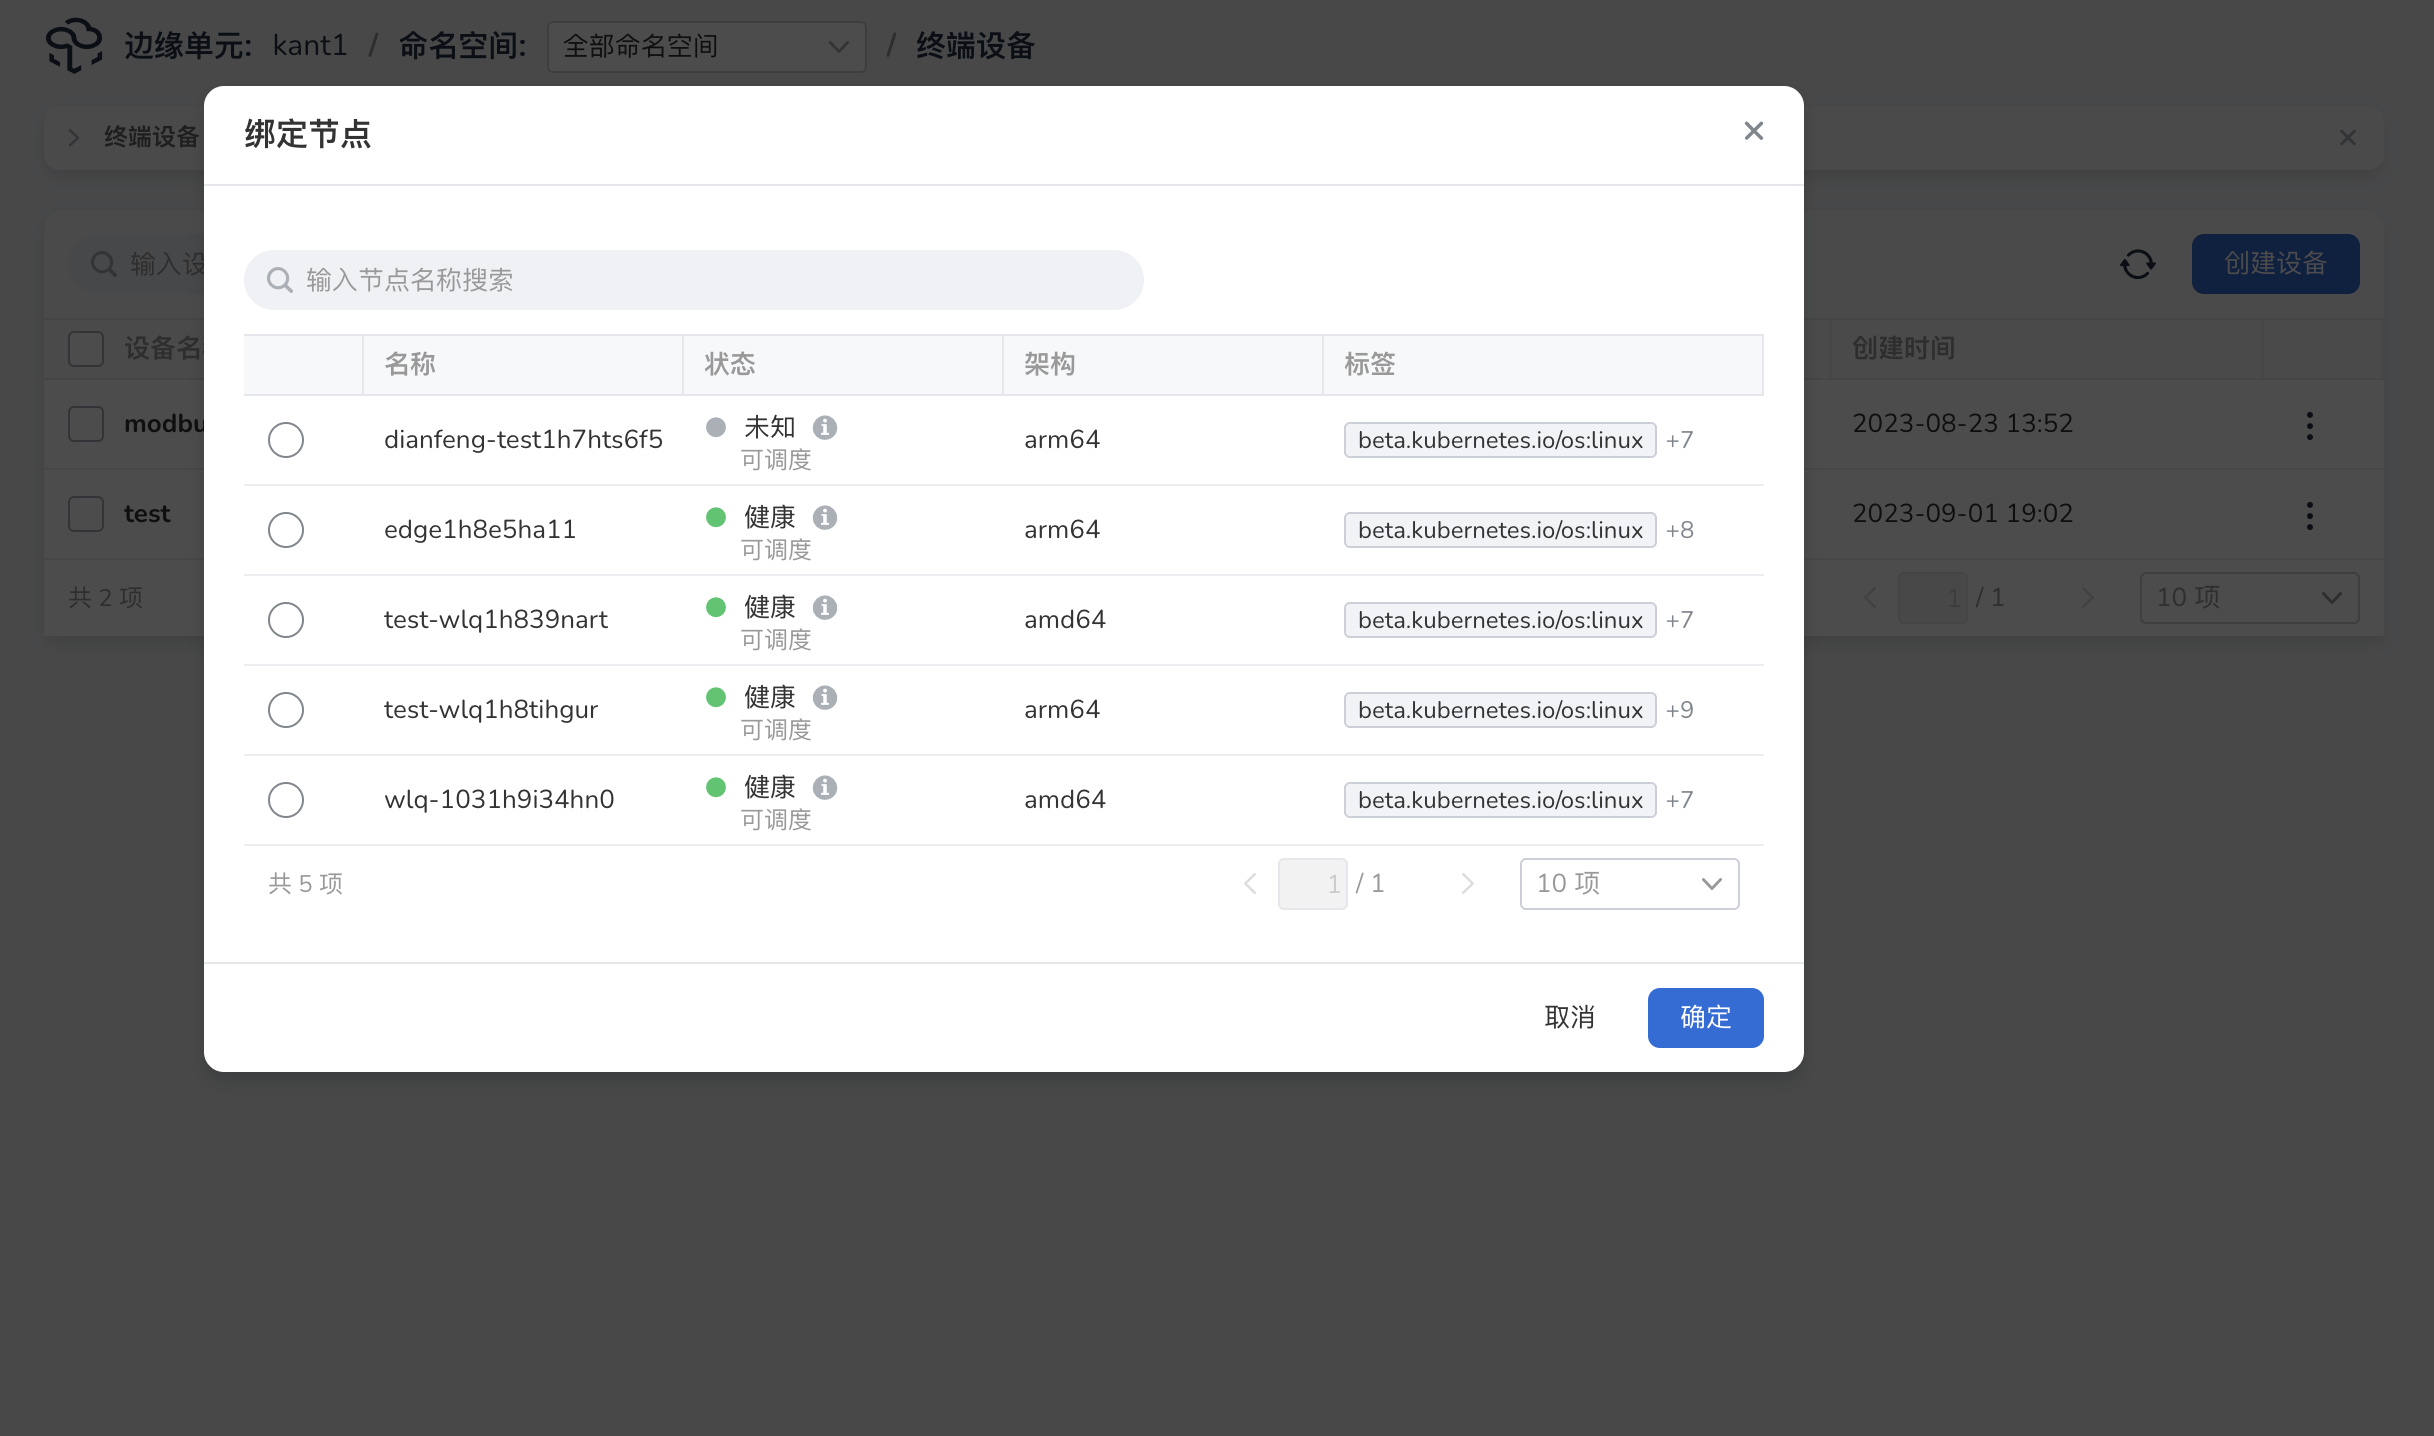 边缘单元: kant1 / 命名空间: 全部命名空间 / 终端设备
终端设备
绑定节点
输入设
创建设备
输入节点名称搜索
设备名
创建时间
名称 状态 架构 标签
modbu
2023-08-23 13:52
dianfeng-test1h7hts6f5 未知 arm64 beta.kubernetes.io/os:linux +7
可调度
test
2023-09-01 19:02
edge1h8e5ha11 健康 arm64 beta.kubernetes.io/os:linux +8
可调度
共 2 项
1 / 1 10 项
test-wlq1h839nart 健康 amd64 beta.kubernetes.io/os:linux +7
可调度
test-wlq1h8tihgur 健康 arm64 beta.kubernetes.io/os:linux +9
可调度
wlq-1031h9i34hn0 健康 amd64 beta.kubernetes.io/os:linux +7
可调度
共 5 项 1 / 1 10 项
取消 确定